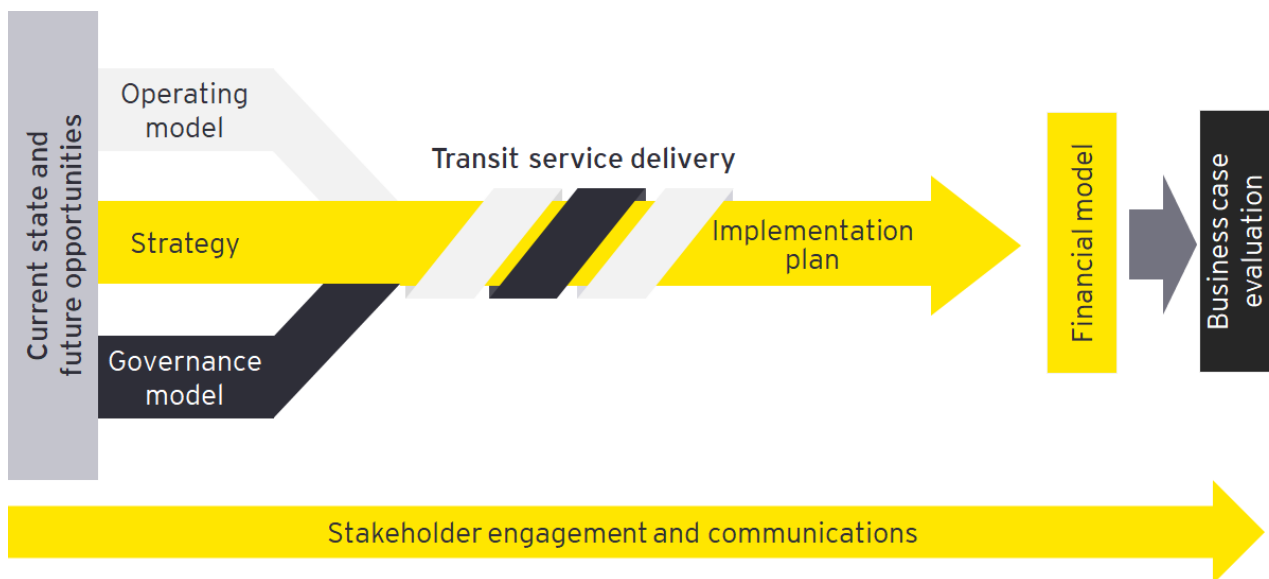 Current state and
future opportunities
Operating
model
Strategy
Governance
model
Transit service delivery
Implementation
plan
Financial model
Business case
evaluation
Stakeholder engagement and communications